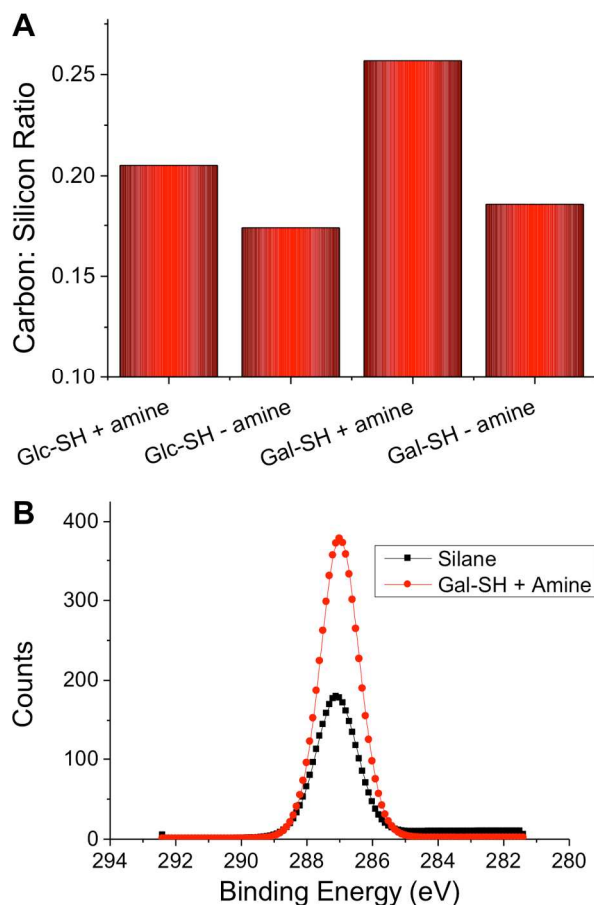 A
Carbon: Silicon Ratio
0.25
0.20
0.15
0.10
Glc-SH + amine
Glc-SH - amine
Gal-SH + amine
Gal-SH - amine
B
Counts
400
300
200
100
0
Silane
Gal-SH + Amine
294 292 290 288 286 284 282 280
Binding Energy (eV)